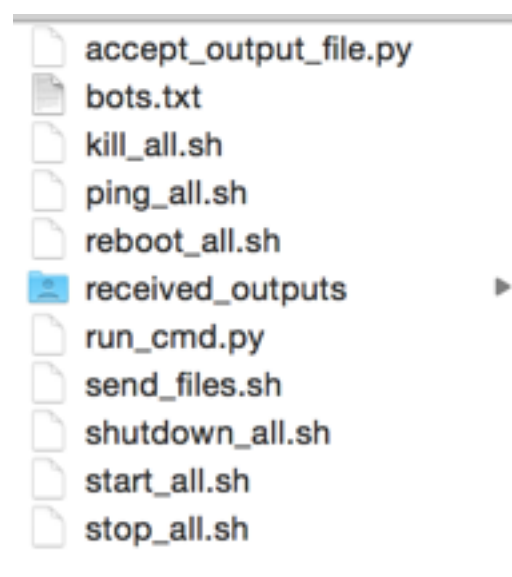 accept_output_file.py
bots.txt
kill_all.sh
ping_all.sh
reboot_all.sh
received_outputs
run_cmd.py
send_files.sh
shutdown_all.sh
start_all.sh
stop_all.sh